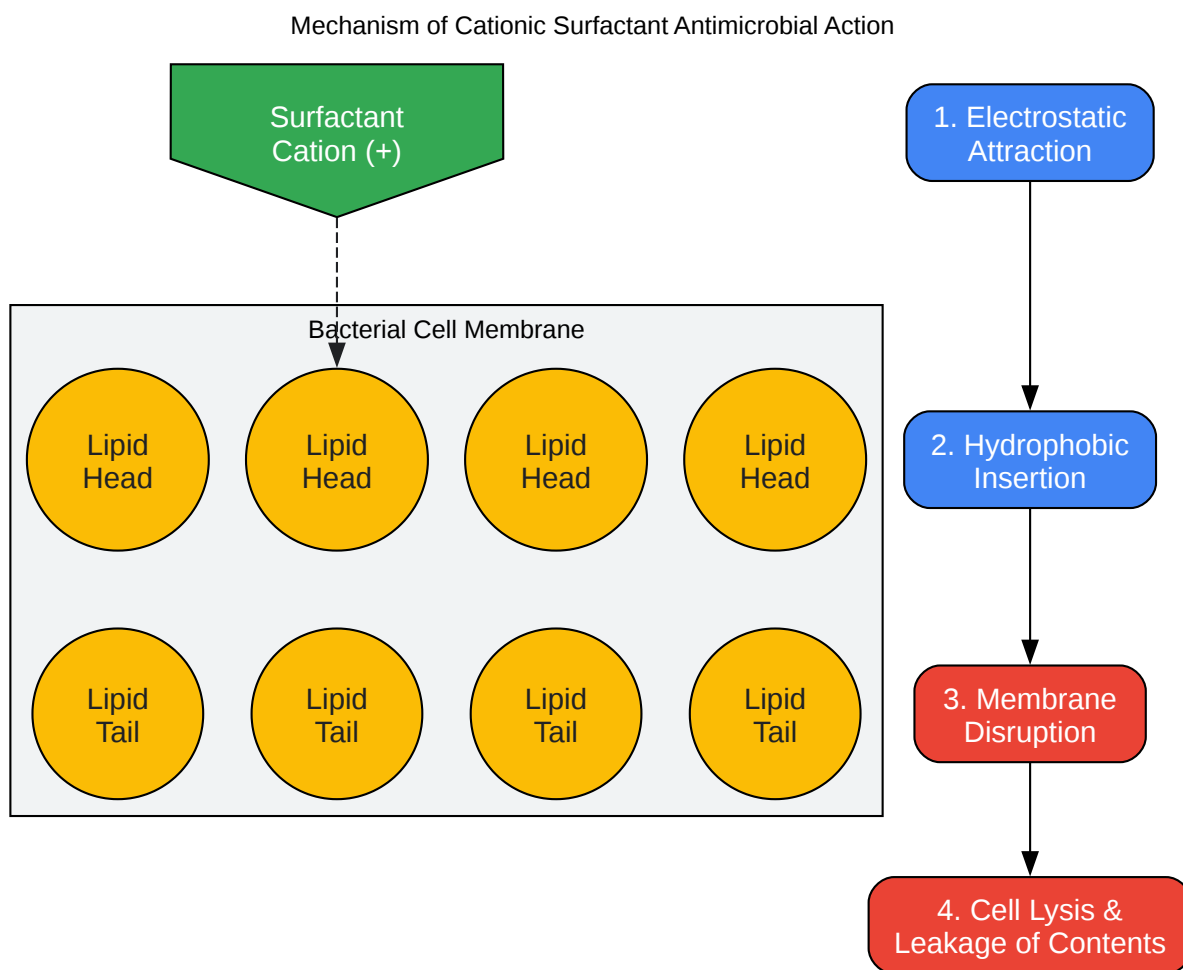 Mechanism of Cationic Surfactant Antimicrobial Action
Surfactant
Cation (+)
Bacterial Cell Membrane
Lipid
Head
Lipid
Head
Lipid
Head
Lipid
Head
Lipid
Tail
Lipid
Tail
Lipid
Tail
Lipid
Tail
1. Electrostatic
Attraction
2. Hydrophobic
Insertion
3. Membrane
Disruption
4. Cell Lysis &
Leakage of Contents